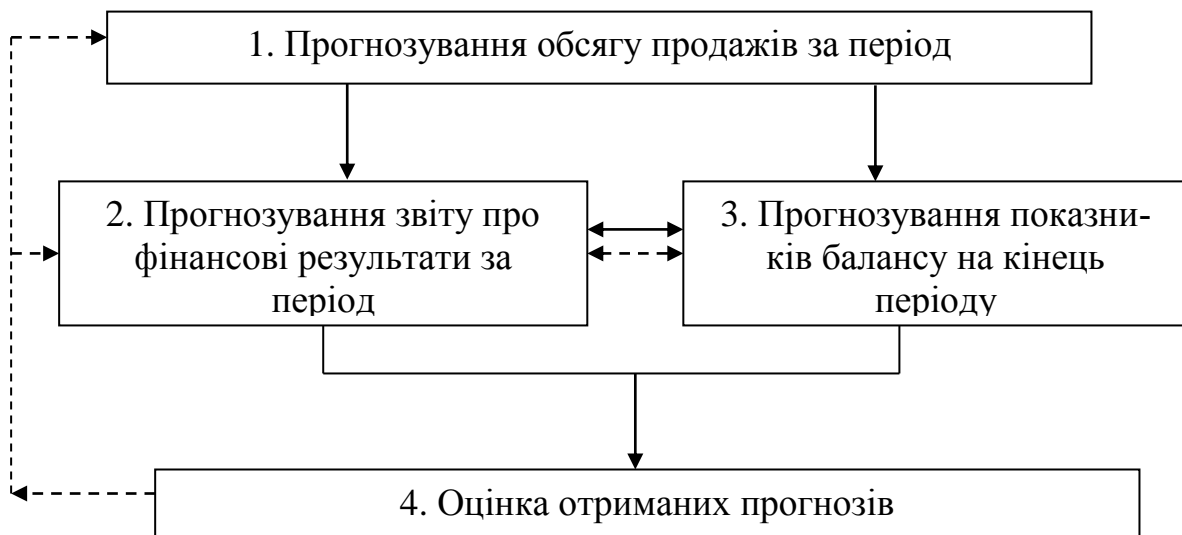 1. Прогнозування обсягу продажів за період
2. Прогнозування звіту про
фінансові результати за
період
3. Прогнозування показни-
ків балансу на кінець
періоду
4. Оцінка отриманих прогнозів